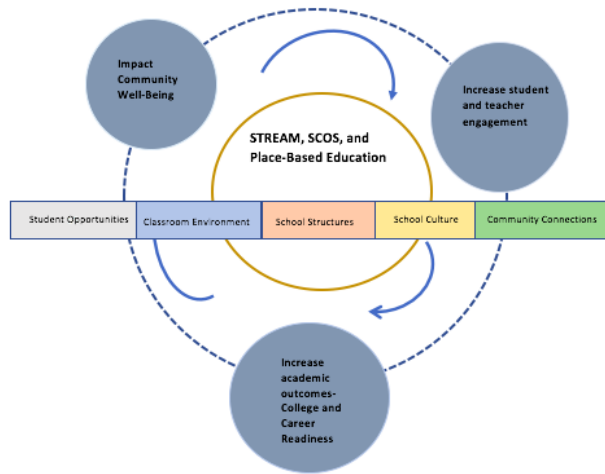 Impact
Community
Well-Being
Increase student
and teacher
engagement
STREAM, SCOS, and
Place-Based Education
Student Opportunities
Classroom Environment
School Structures
School Culture
Community Connections
Increase
academic
outcomes-
College and
Career
Readiness